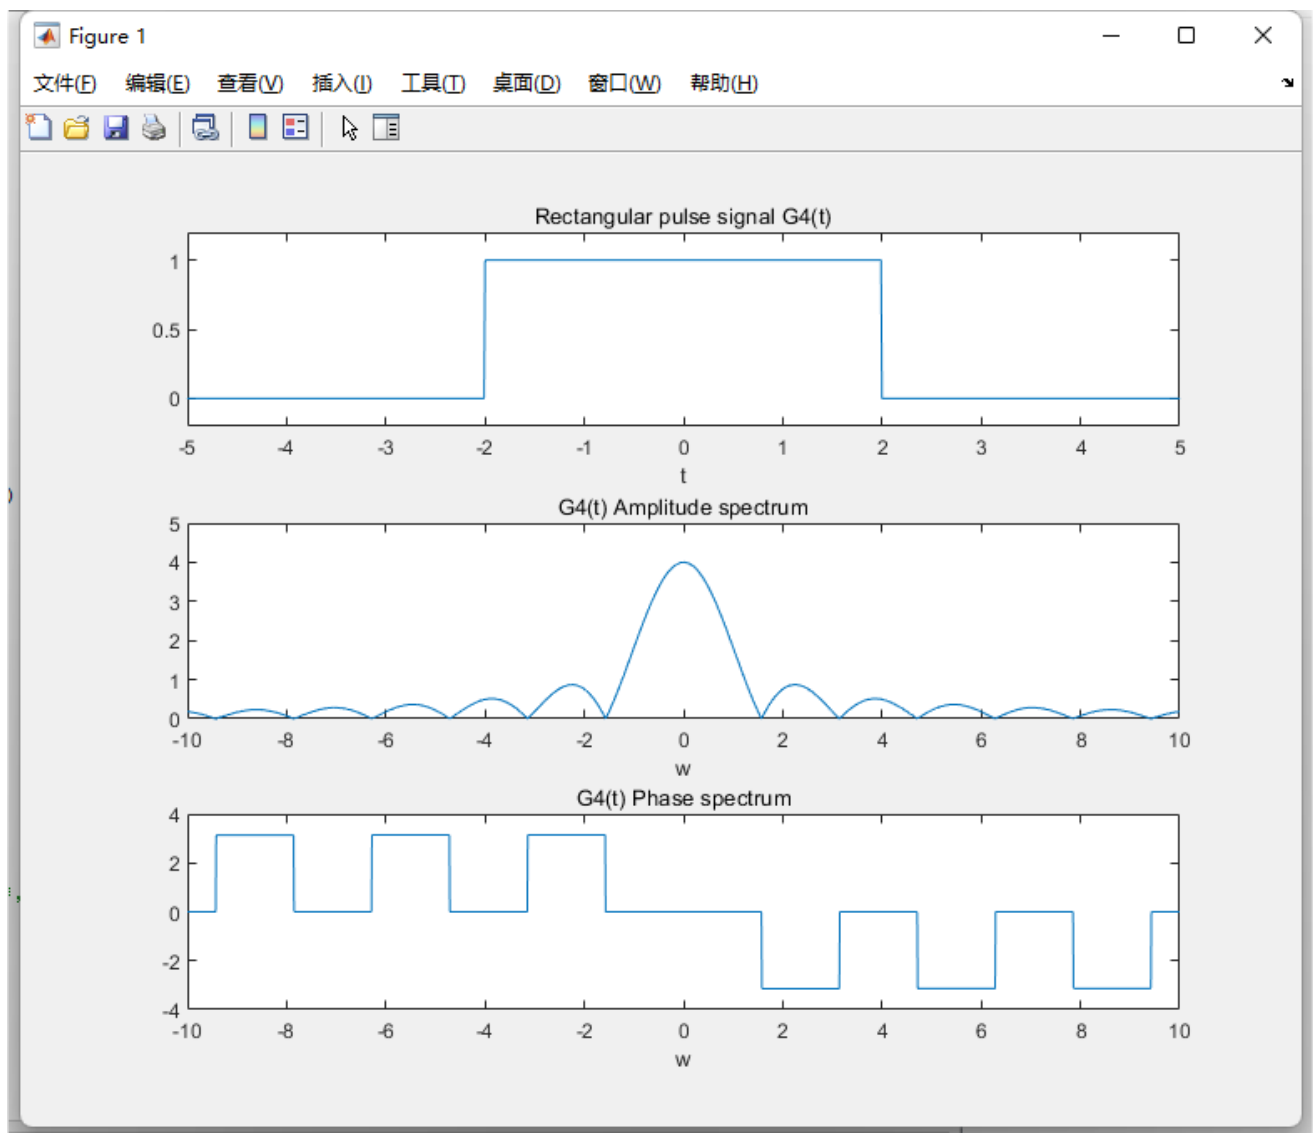 Figure 1
文件(F) 编辑(E) 查看(V) 插入(I) 工具(T) 桌面(D) 窗口(W) 帮助(H)
Rectangular pulse signal G4(t)
1
0.5
0
-5 -4 -3 -2 -1 0 1 2 3 4 5
t
G4(t) Amplitude spectrum
5
4
3
2
1
0
-10 -8 -6 -4 -2 0 2 4 6 8 10
w
G4(t) Phase spectrum
4
2
0
-2
-4
-10 -8 -6 -4 -2 0 2 4 6 8 10
w